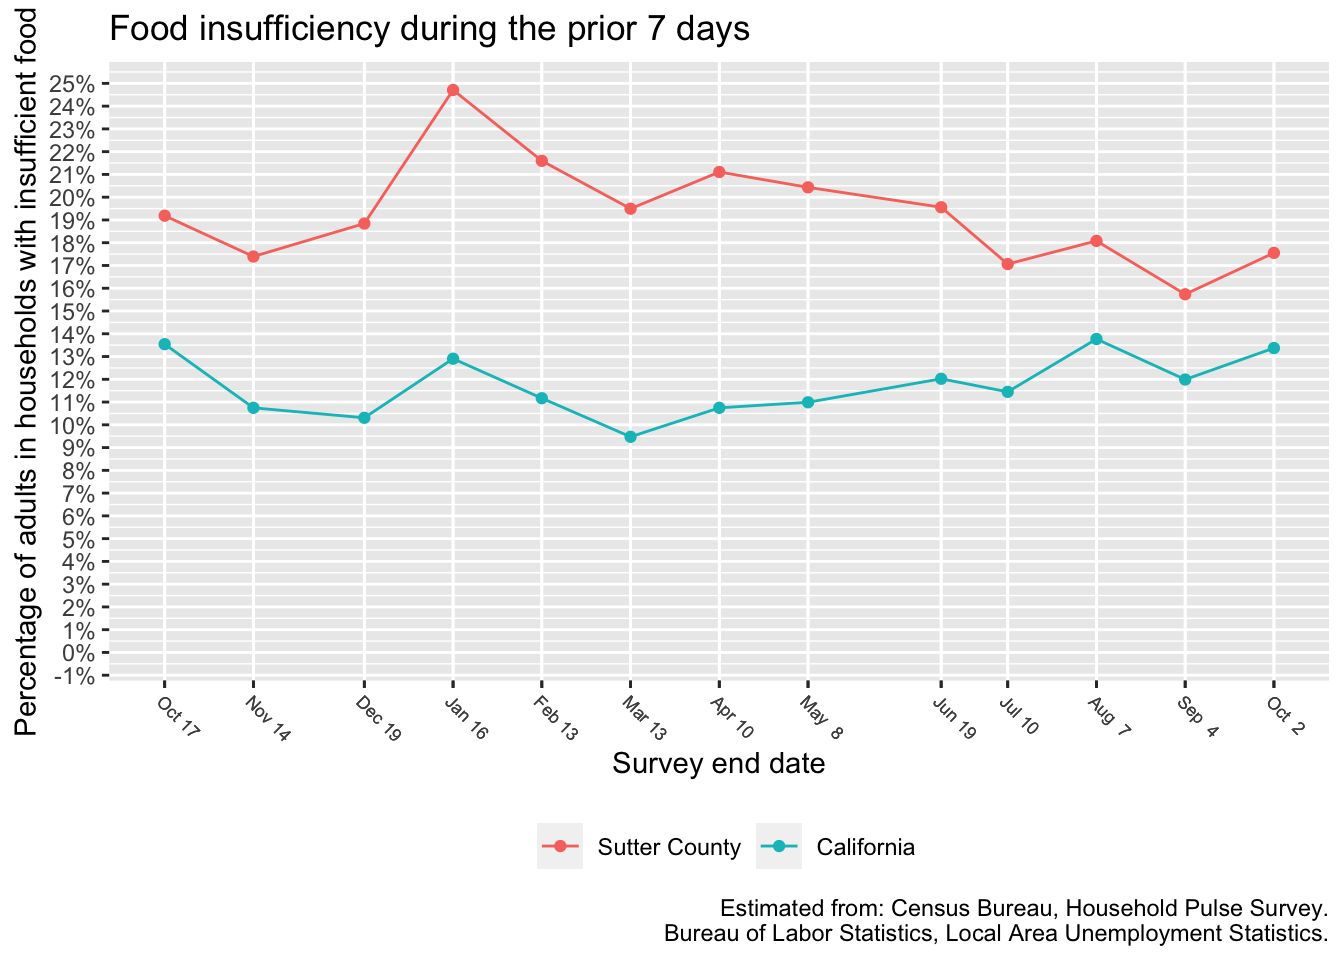 Food insufficiency during the prior 7 days
Percentage of adults in households with insufficient food
25%
24%
23%
22%
21%
20%
19%
18%
17%
16%
15%
14%
13%
12%
11%
10%
9%
8%
7%
6%
5%
4%
3%
2%
1%
0%
-1%
Oct 17
Nov 14
Dec 19
Jan 16
Feb 13
Mar 13
Apr 10
May 8
Jun 19
Jul 10
Aug 7
Sep 4
Oct 2
Survey end date
Sutter County
California
Estimated from: Census Bureau, Household Pulse Survey.
Bureau of Labor Statistics, Local Area Unemployment Statistics.